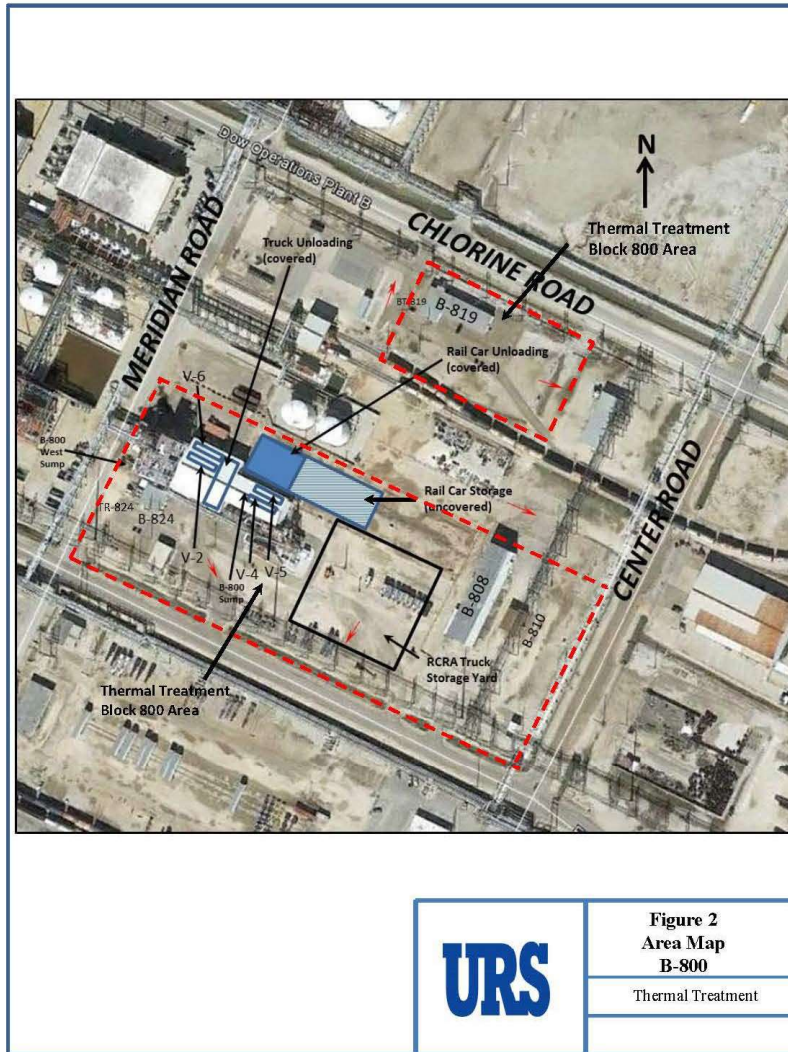 Dow Operations Plant B
N
CHLORINE ROAD
Thermal Treatment
Block 800 Area
MERIDIAN ROAD
Truck Unloading
(covered)
BT-819
B-819
Rail Car Unloading
(covered)
V-6
B-800
West
Sump
Rail Car Storage
(uncovered)
TR-824
B-824
V-2
B-800
Sump
V-4
V-5
B-808
B-810
CENTER ROAD
RCRA Truck
Storage Yard
Thermal Treatment
Block 800 Area
URS
Figure 2
Area Map
B-800
Thermal Treatment